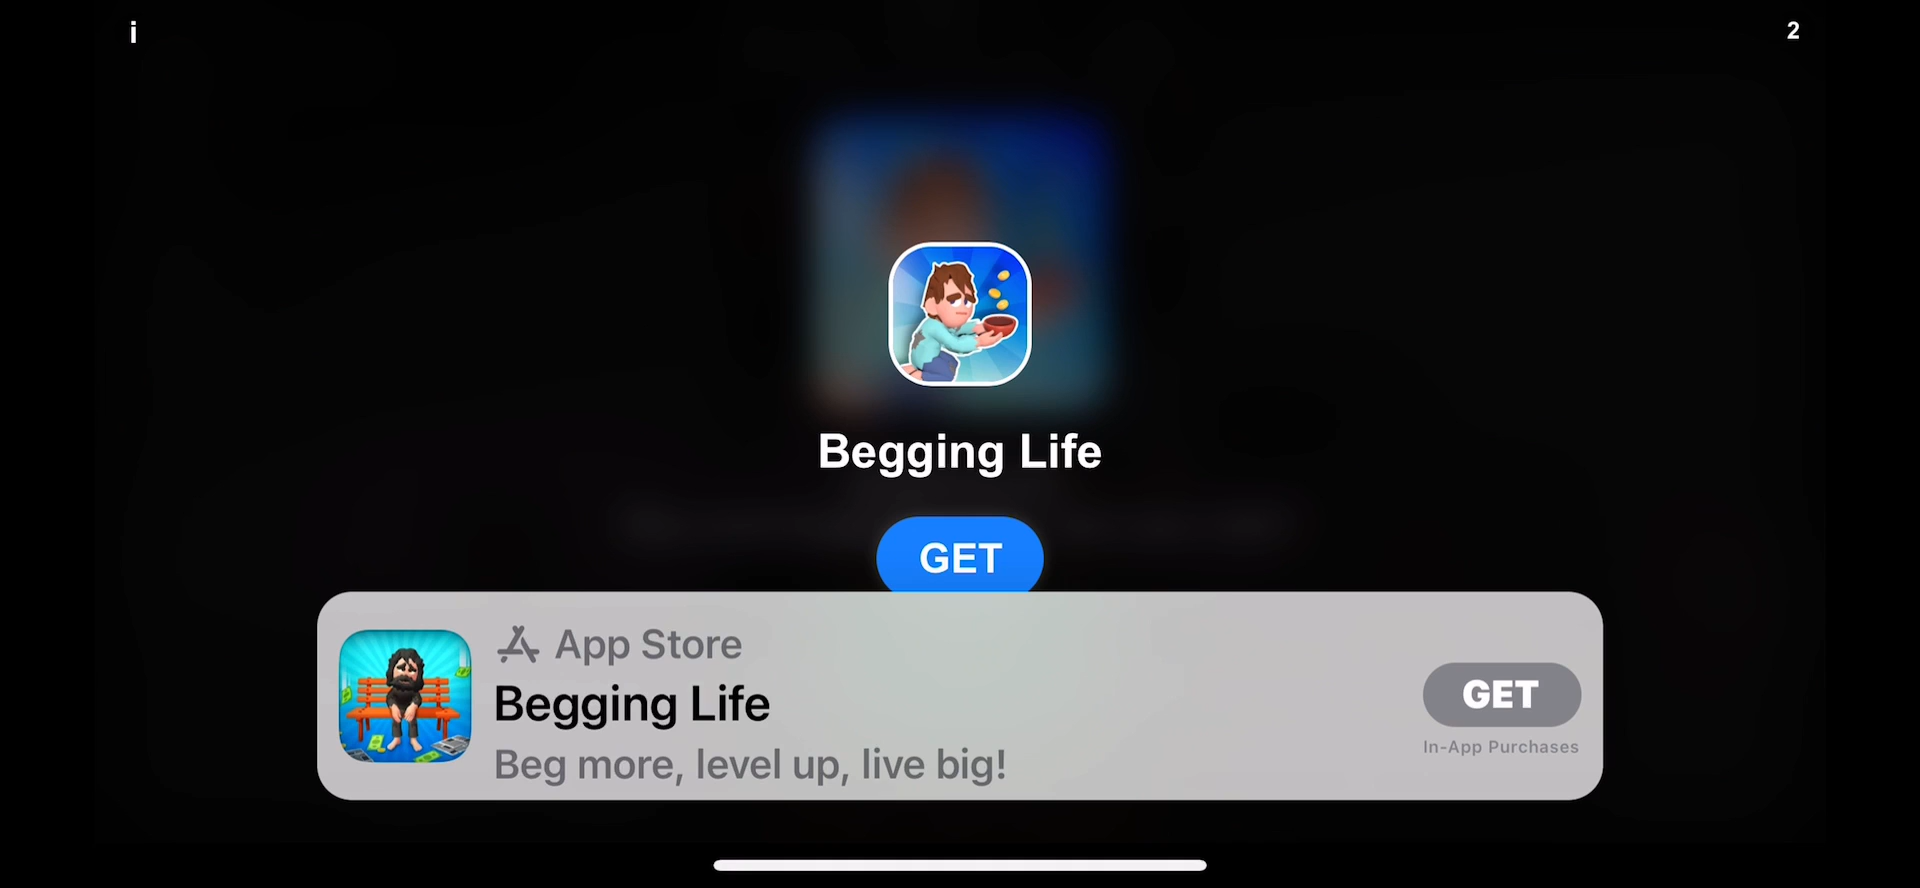 i
2
Begging Life
GET
App Store
Begging Life
Beg more, level up, live big!
GET
In-App Purchases